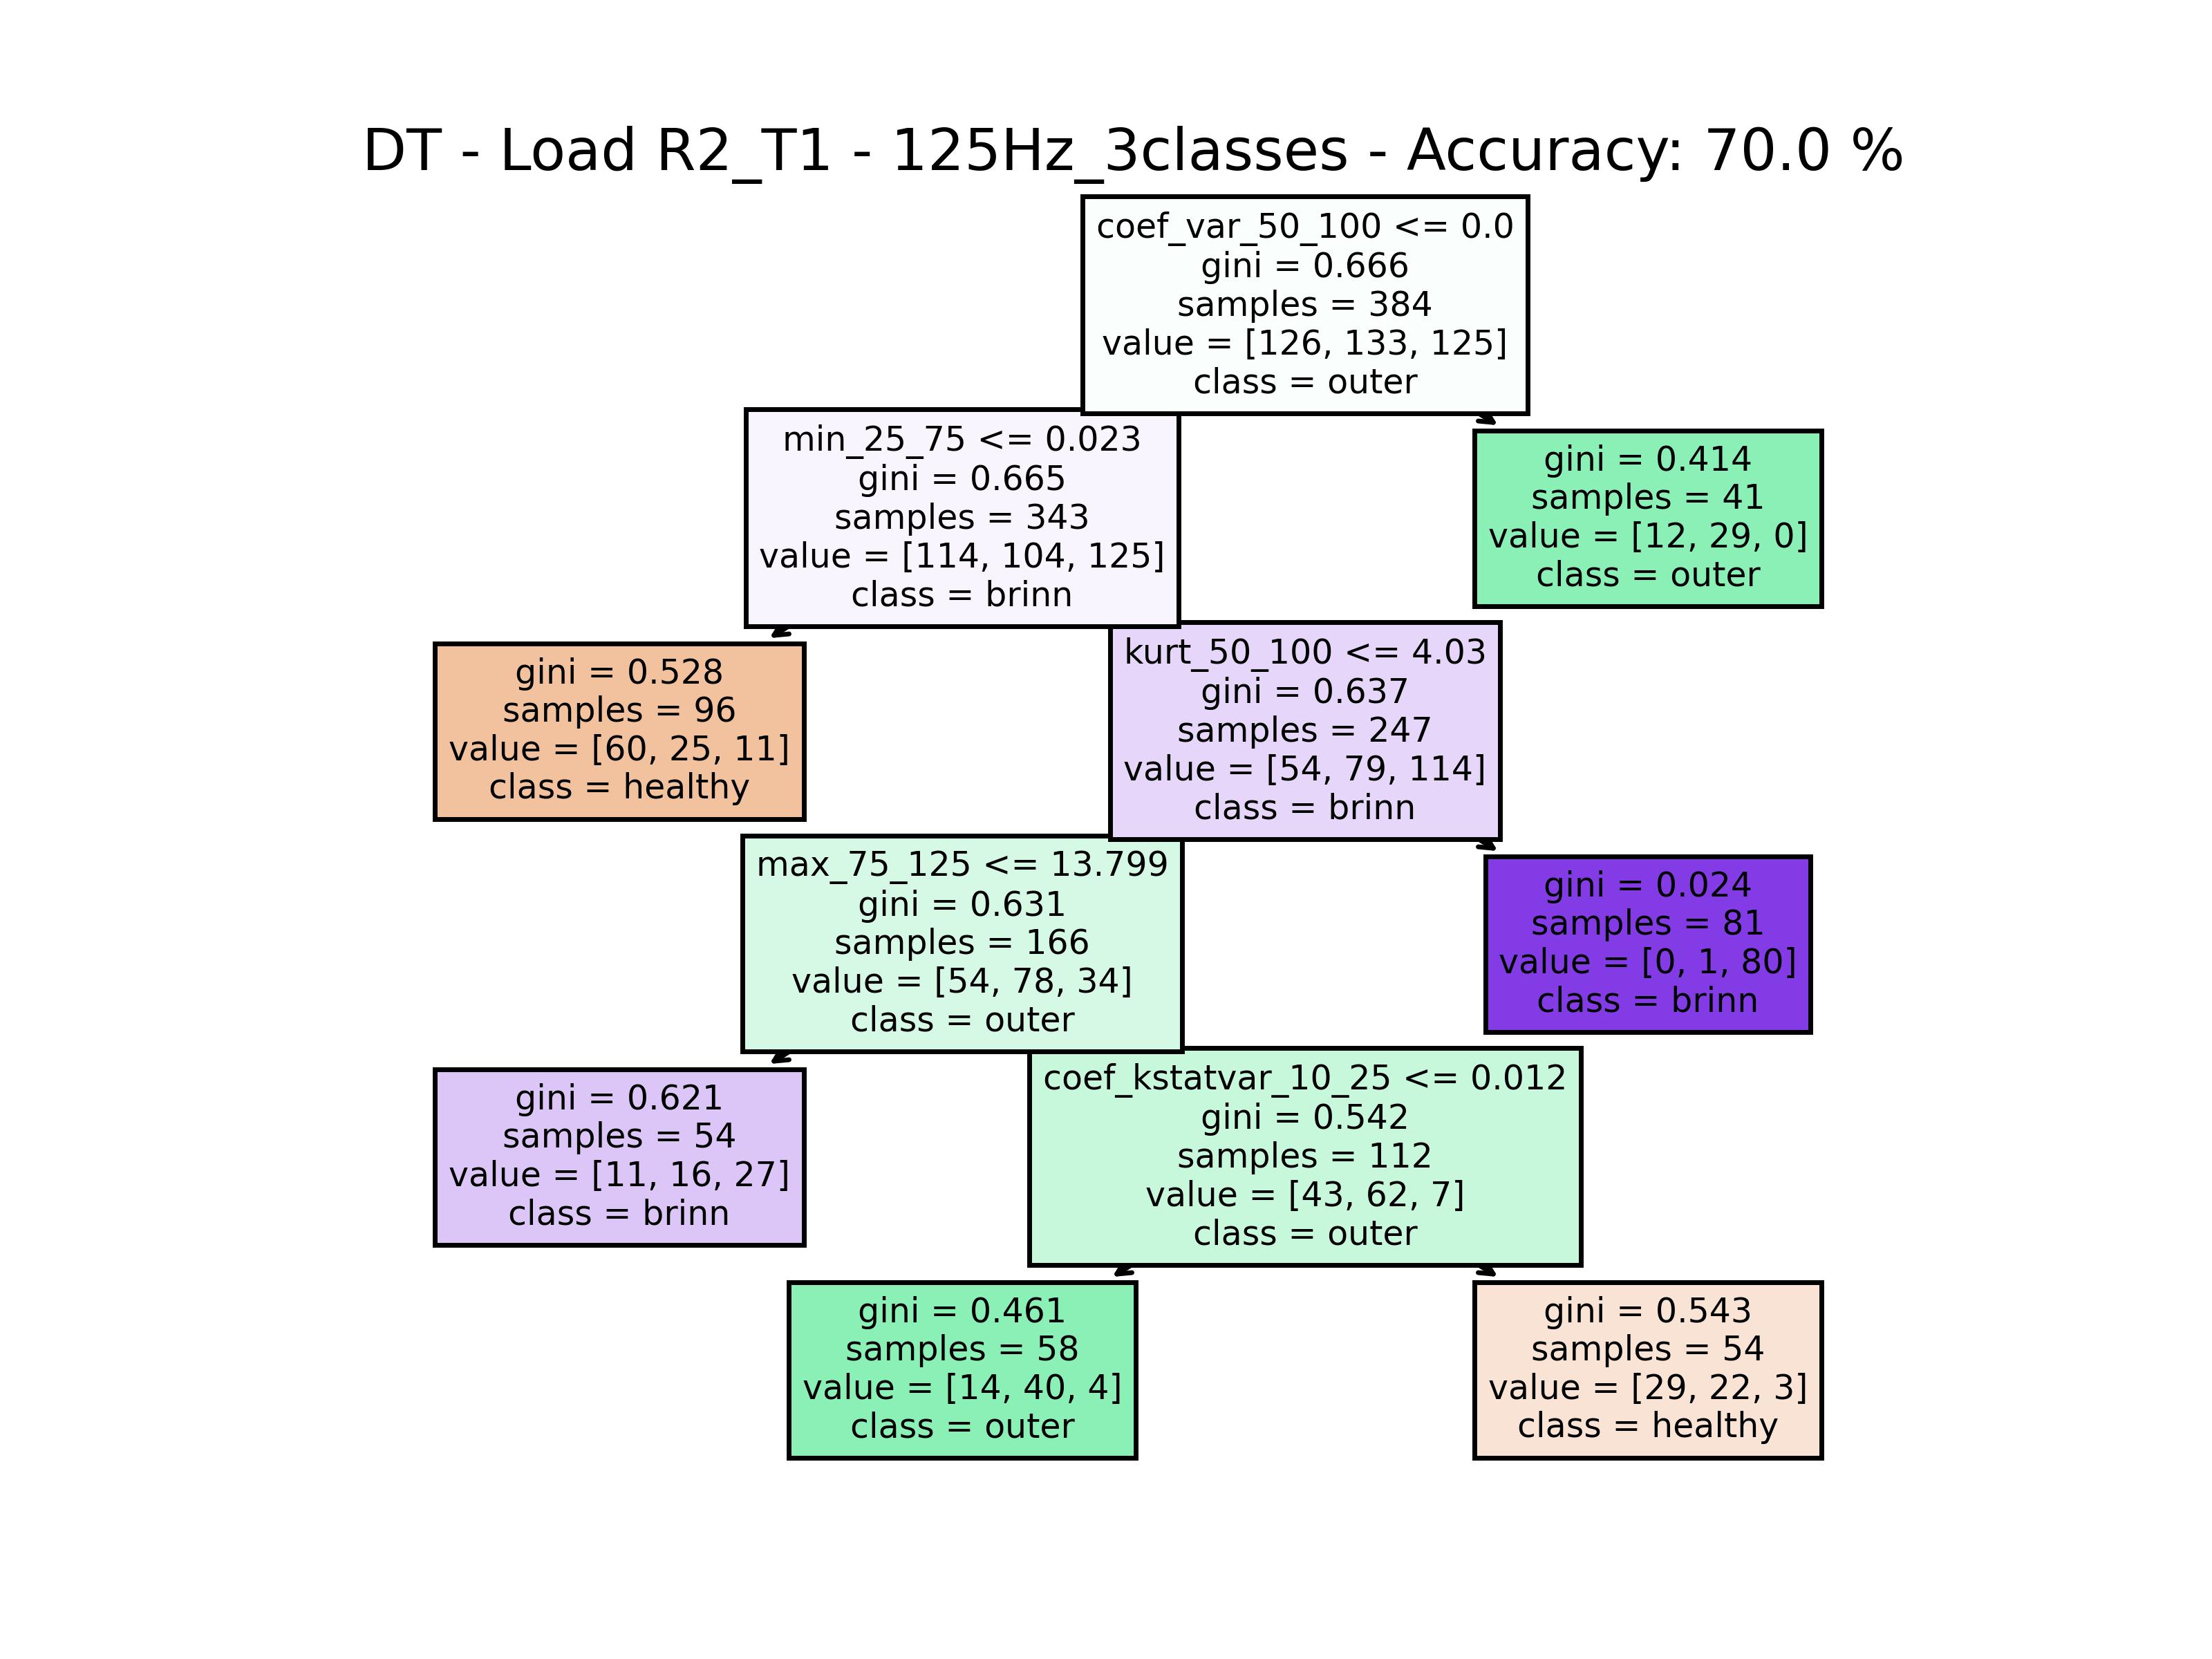 DT - Load R2_T1 - 125Hz_3classes - Accuracy: 70.0 %
coef_var_50_100 <= 0.0
gini = 0.666
samples = 384
value = [126, 133, 125]
class = outer
min_25_75 <= 0.023
gini = 0.665
samples = 343
value = [114, 104, 125]
class = brinn
gini = 0.414
samples = 41
value = [12, 29, 0]
class = outer
gini = 0.528
samples = 96
value = [60, 25, 11]
class = healthy
kurt_50_100 <= 4.03
gini = 0.637
samples = 247
value = [54, 79, 114]
class = brinn
max_75_125 <= 13.799
gini = 0.631
samples = 166
value = [54, 78, 34]
class = outer
gini = 0.024
samples = 81
value = [0, 1, 80]
class = brinn
gini = 0.621
samples = 54
value = [11, 16, 27]
class = brinn
coef_kstatvar_10_25 <= 0.012
gini = 0.542
samples = 112
value = [43, 62, 7]
class = outer
gini = 0.461
samples = 58
value = [14, 40, 4]
class = outer
gini = 0.543
samples = 54
value = [29, 22, 3]
class = healthy